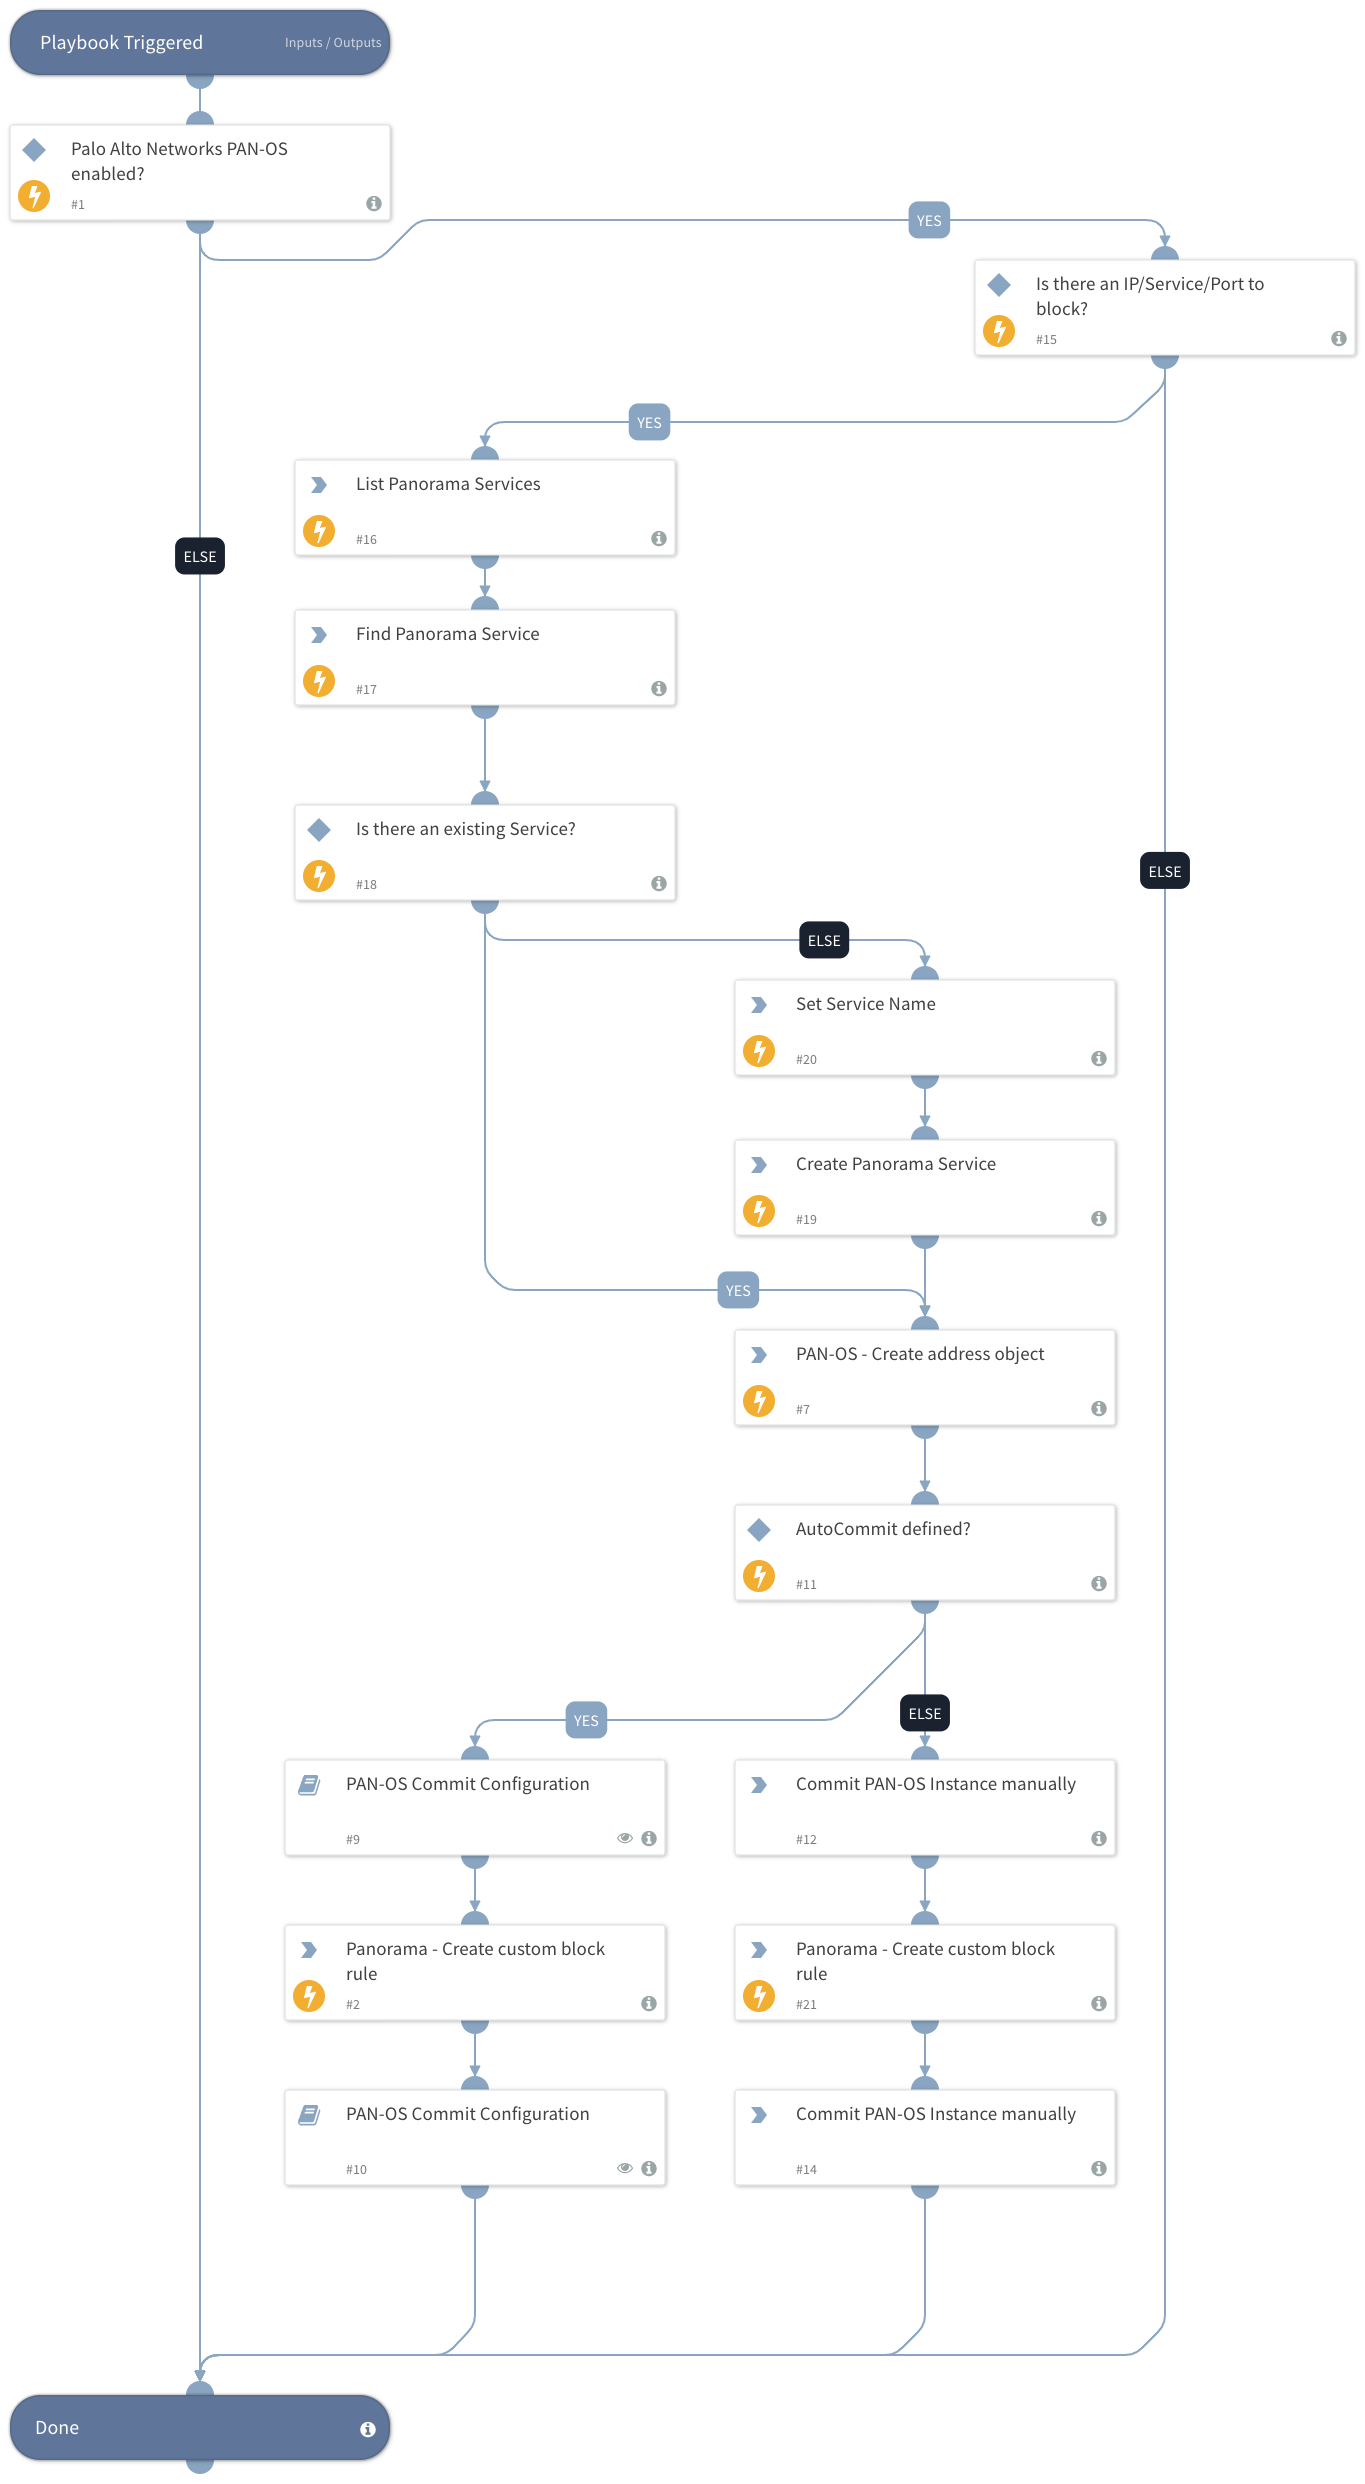 Playbook Triggered
Inputs / Outputs
Palo Alto Networks PAN-OS
enabled?
#1
YES
Is there an IP/Service/Port to
block?
#15
YES
List Panorama Services
#16
ELSE
Find Panorama Service
#17
Is there an existing Service?
#18
ELSE
ELSE
Set Service Name
#20
Create Panorama Service
#19
YES
PAN-OS - Create address object
#7
AutoCommit defined?
#11
YES
ELSE
PAN-OS Commit Configuration
#9
Commit PAN-OS Instance manually
#12
Panorama - Create custom block
rule
#2
Panorama - Create custom block
rule
#21
PAN-OS Commit Configuration
#10
Commit PAN-OS Instance manually
#14
Done